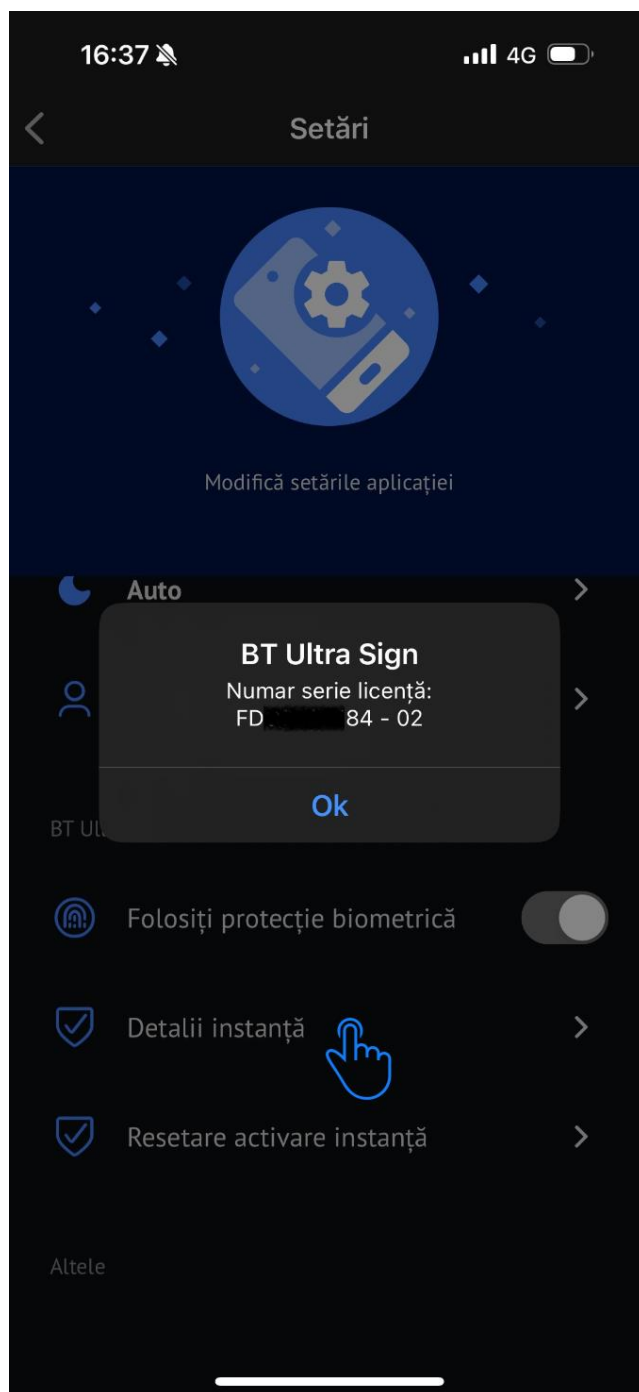 16:37
4G
Setări
Modifică setările aplicației
Auto
BT Ultra Sign
Numar serie licență:
FD 84 - 02
Ok
BT Ul
Folosiți protecție biometrică
Detalii instanță
Resetare activare instanță
Altele